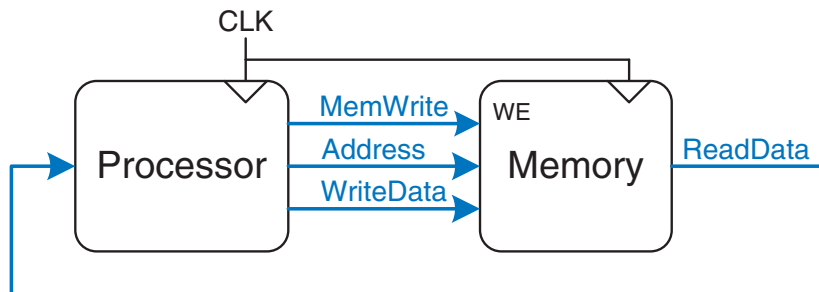 CLK
MemWrite
WE
Processor
Address
Memory
ReadData
WriteData